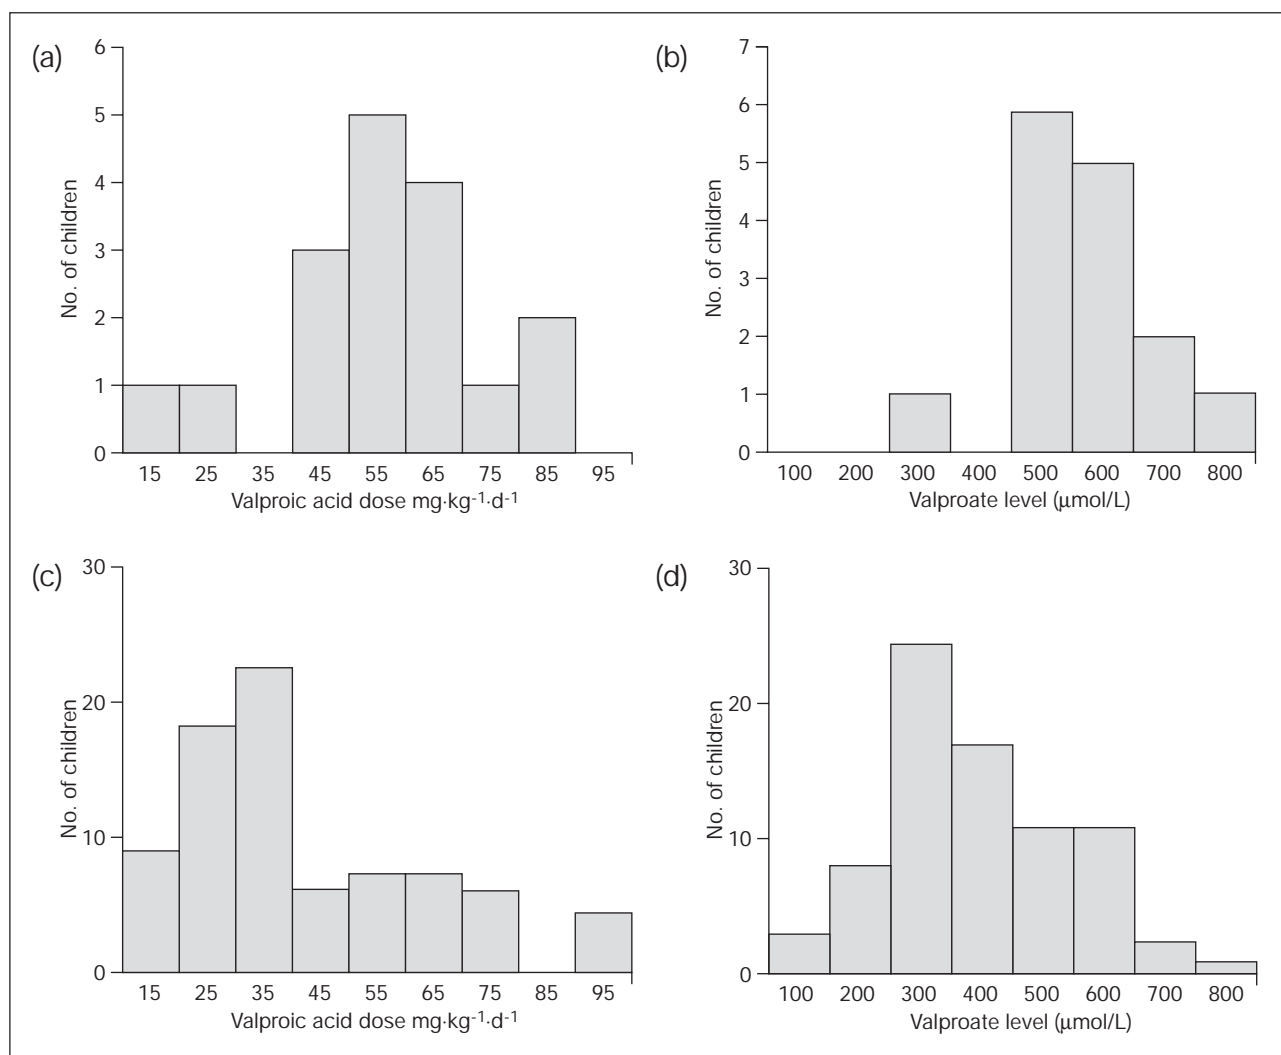 (a)
6
5
4
3
2
1
0
No. of children
15 25 35 45 55 65 75 85 95
Valproic acid dose mg·kg-1·d-1
(b)
7
6
5
4
3
2
1
0
No. of children
100 200 300 400 500 600 700 800
Valproate level (μmol/L)
(c)
30
20
10
0
No. of children
15 25 35 45 55 65 75 85 95
Valproic acid dose mg·kg-1·d-1
(d)
30
20
10
0
No. of children
100 200 300 400 500 600 700 800
Valproate level (μmol/L)